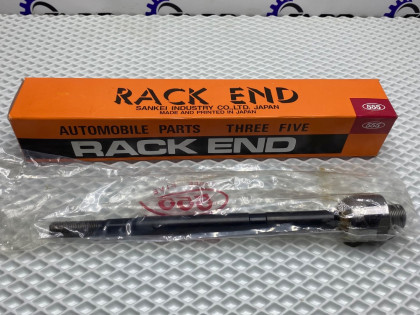 RACK END
SANKEI INDUSTRY CO.,LTD. JAPAN
MADE AND PRINTED IN JAPAN
555
AUTOMOBILE PARTS THREE FIVE
555
RACK END
555